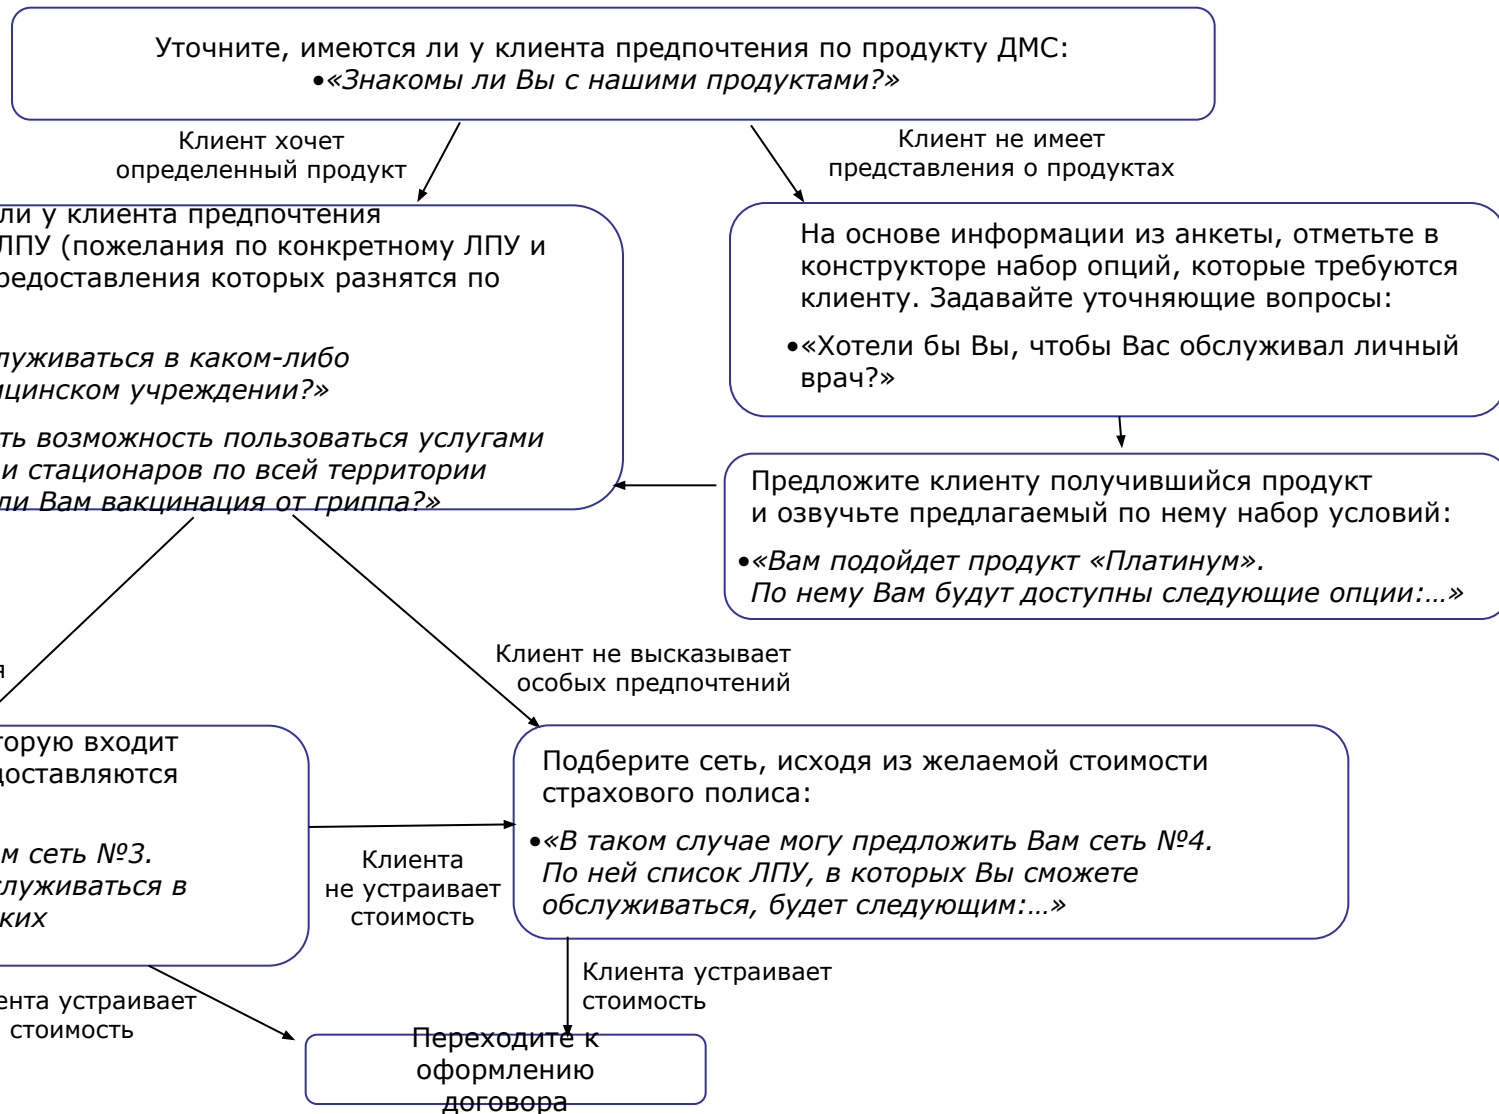 Уточните, имеются ли у клиента предпочтения по продукту ДМС:
•«Знакомы ли Вы с нашими продуктами?»
Клиент хочет
определенный продукт
Клиент не имеет
представления о продуктах
ли у клиента предпочтения
ЛПУ (пожелания по конкретному ЛПУ и
редоставления которых разнятся по
луживаться в каком-либо
ицинском учреждении?»
ть возможность пользоваться услугами
и стационаров по всей территории
ли Вам вакцинация от гриппа?»
На основе информации из анкеты, отметьте в
конструкторе набор опций, которые требуются
клиенту. Задавайте уточняющие вопросы:
•«Хотели бы Вы, чтобы Вас обслуживал личный
врач?»
Предложите клиенту получившийся продукт
и озвучьте предлагаемый по нему набор условий:
•«Вам подойдет продукт «Платинум».
По нему Вам будут доступны следующие опции:…»
я
Клиент не высказывает
особых предпочтений
торую входит
доставляются
м сеть №3.
служиваться в
ких
Клиента
не устраивает
стоимость
Подберите сеть, исходя из желаемой стоимости
страхового полиса:
•«В таком случае могу предложить Вам сеть №4.
По ней список ЛПУ, в которых Вы сможете
обслуживаться, будет следующим:…»
ента устраивает
стоимость
Клиента устраивает
стоимость
Переходите к
оформлению
договора